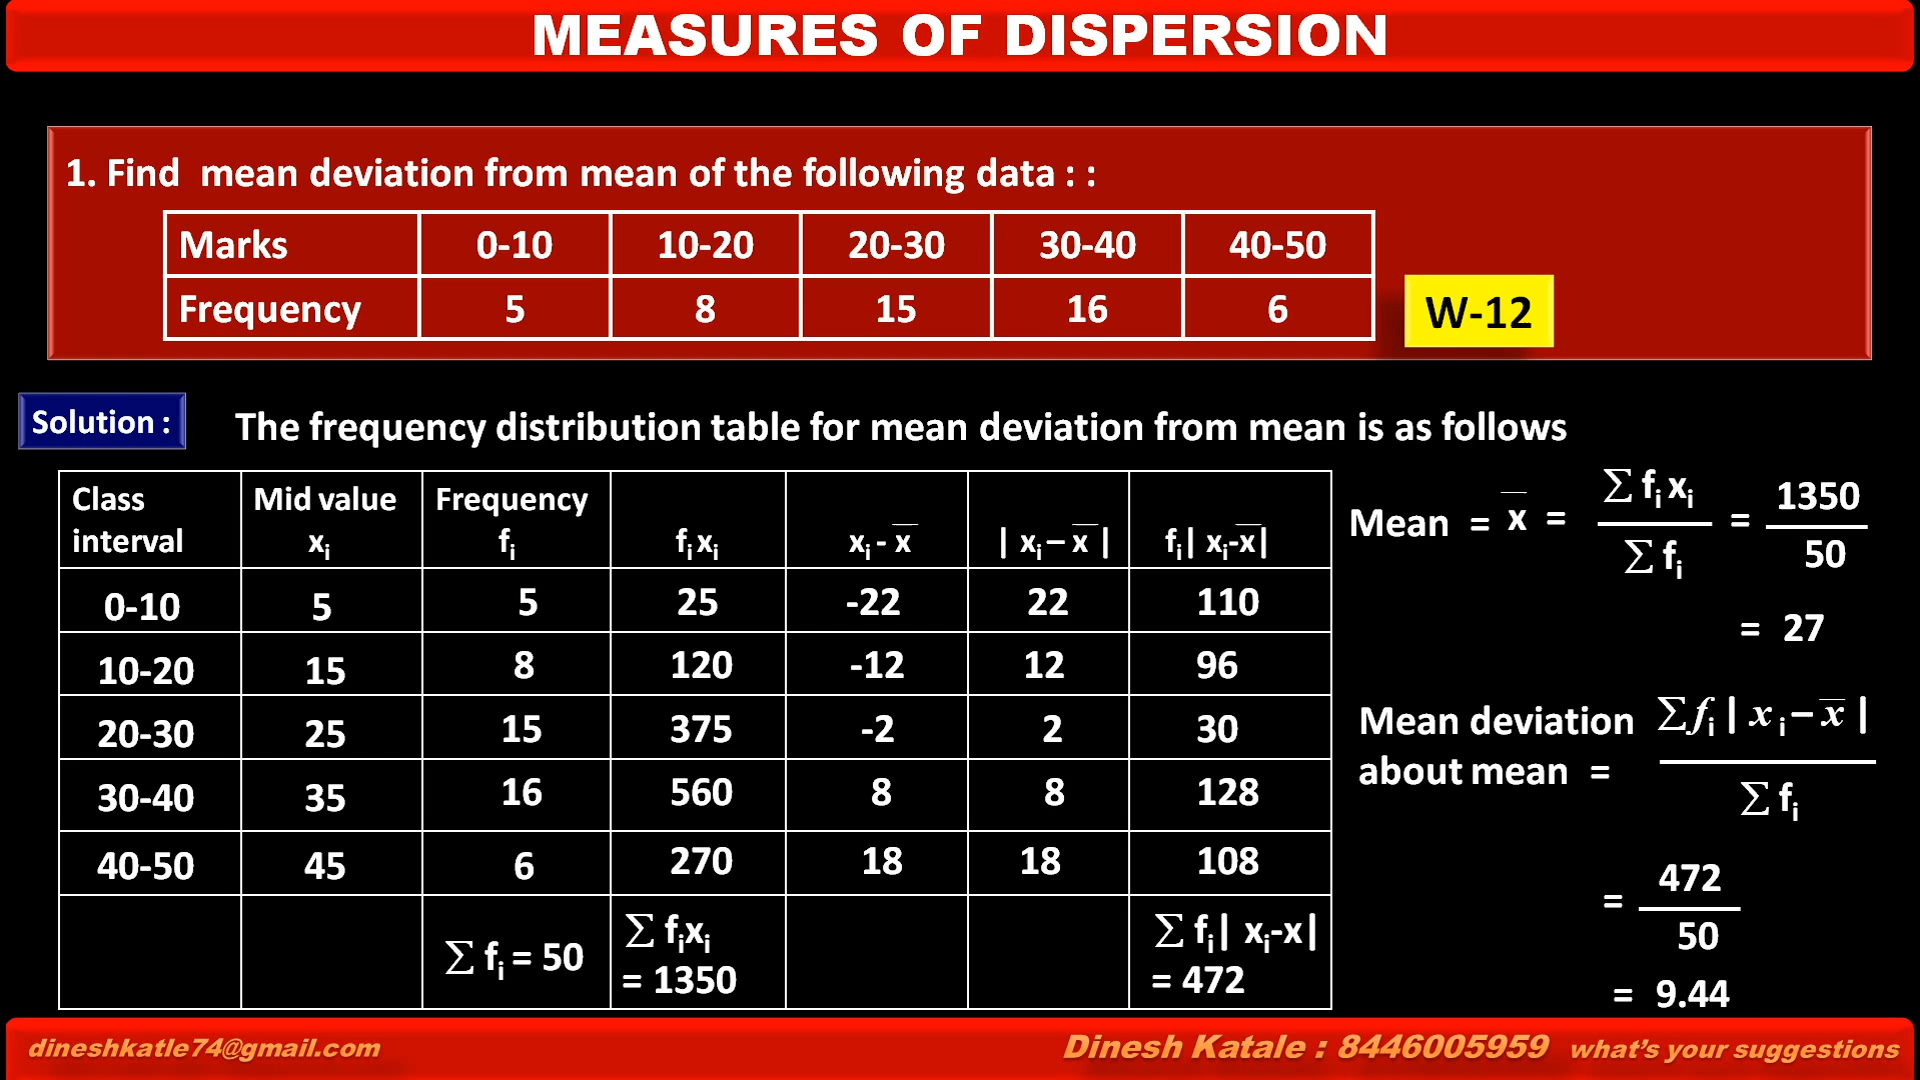 MEASURES OF DISPERSION
1. Find mean deviation from mean of the following data : :
Marks 0-10 10-20 20-30 30-40 40-50
Frequency 5 8 15 16 6
W-12
Solution :
The frequency distribution table for mean deviation from mean is as follows
Class interval Mid value xᵢ Frequency fᵢ fᵢxᵢ xᵢ - x̅ | xᵢ – x̅ | fᵢ| xᵢ-x̅|
0-10 5 5 25 -22 22 110
10-20 15 8 120 -12 12 96
20-30 25 15 375 -2 2 30
30-40 35 16 560 8 8 128
40-50 45 6 270 18 18 108
∑ fᵢ = 50 ∑ fᵢxᵢ = 1350 ∑ fᵢ| xᵢ-x| = 472
Mean = x̅ = ∑ fᵢxᵢ / ∑ fᵢ = 1350 / 50
= 27
Mean deviation about mean = ∑fᵢ | xᵢ – x̅ | / ∑ fᵢ
= 472 / 50
= 9.44
dineshkatle74@gmail.com
Dinesh Katale : 8446005959 what's your suggestions